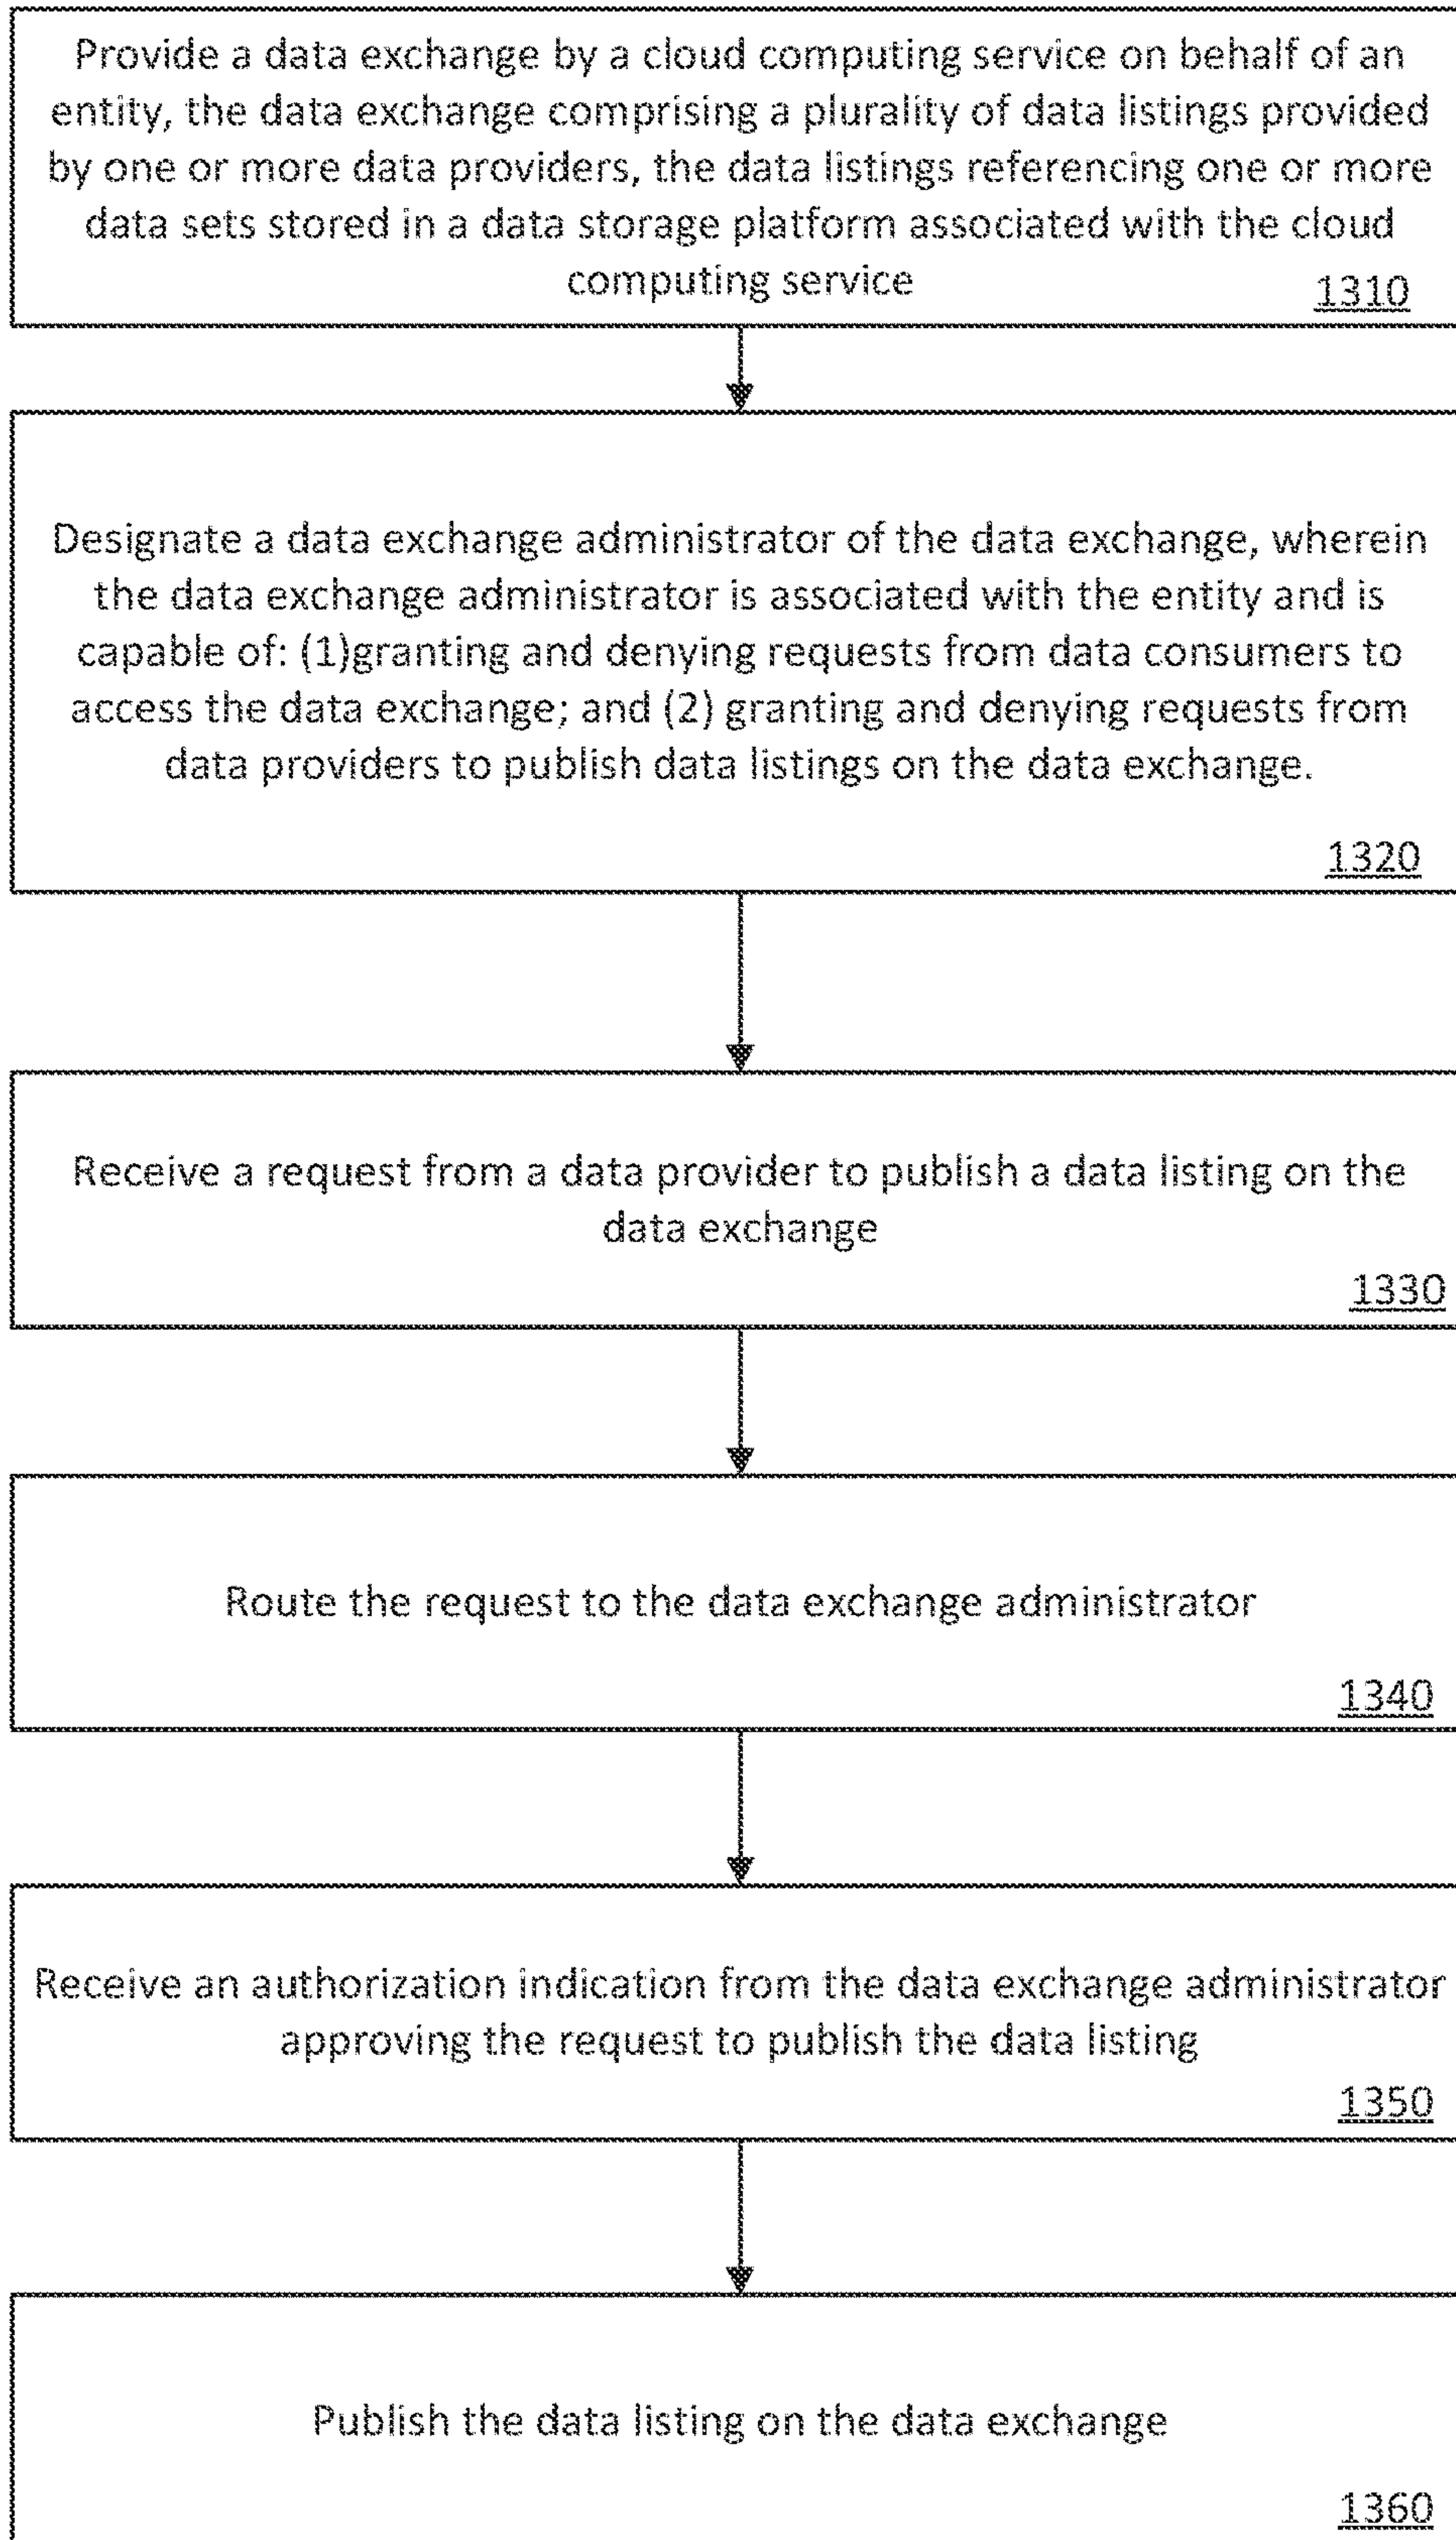 Provide a data exchange by a cloud computing service on behalf of an
entity, the data exchange comprising a plurality of data listings provided
by one or more data providers, the data listings referencing one or more
data sets stored in a data storage platform associated with the cloud
computing service
1310
Designate a data exchange administrator of the data exchange, wherein
the data exchange administrator is associated with the entity and is
capable of: (1)granting and denying requests from data consumers to
access the data exchange; and (2) granting and denying requests from
data providers to publish data listings on the data exchange.
1320
Receive a request from a data provider to publish a data listing on the
data exchange
1330
Route the request to the data exchange administrator
1340
Receive an authorization indication from the data exchange administrator
approving the request to publish the data listing
1350
Publish the data listing on the data exchange
1360